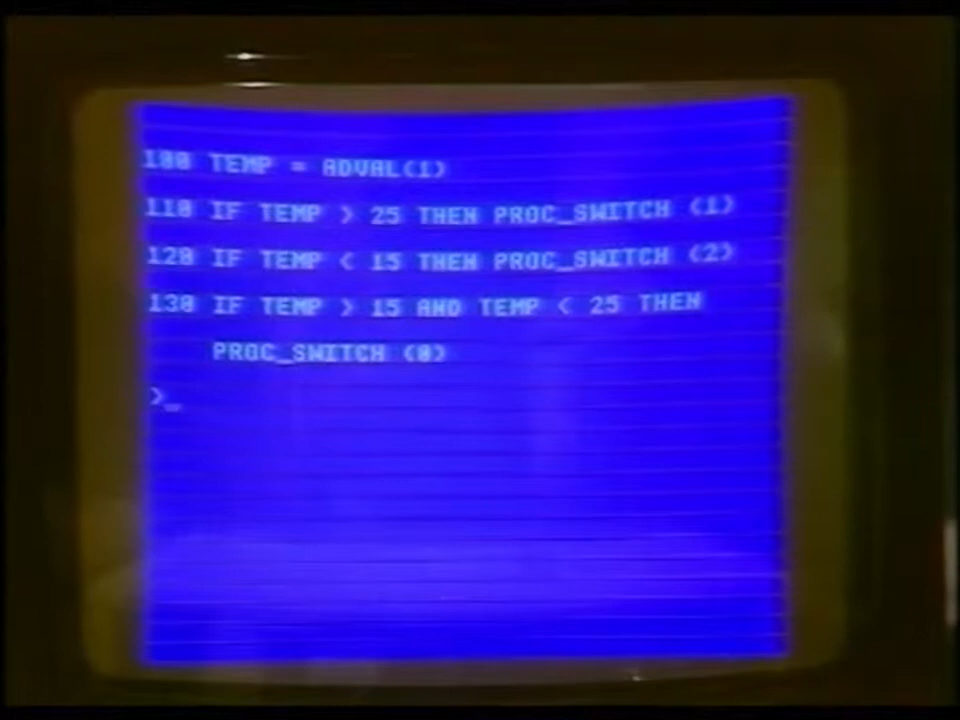 100 TEMP = ADVAL(1)
110 IF TEMP > 25 THEN PROC_SWITCH (1)
120 IF TEMP < 15 THEN PROC_SWITCH (2)
130 IF TEMP > 15 AND TEMP < 25 THEN
PROC_SWITCH (0)
>_